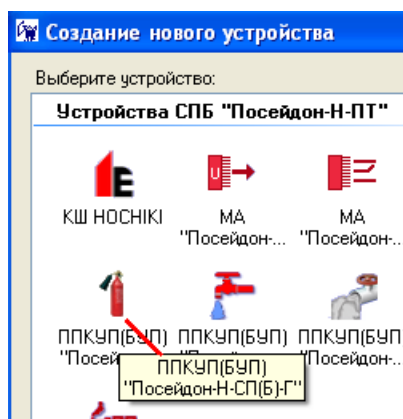 Создание нового устройства
Выберите устройство:
Устройства СПБ "Посейдон-Н-ПТ"
КШ HOCHIKI
МА
"Посейдон-...
МА
"Посейдон-..
ППКУП(БУП)
"Посей
ППКУП(БУП)
ППКУП(БУП
"Посейдон-..
ППКУП(БУП)
"Посейдон-Н-СП(Б)-Г"